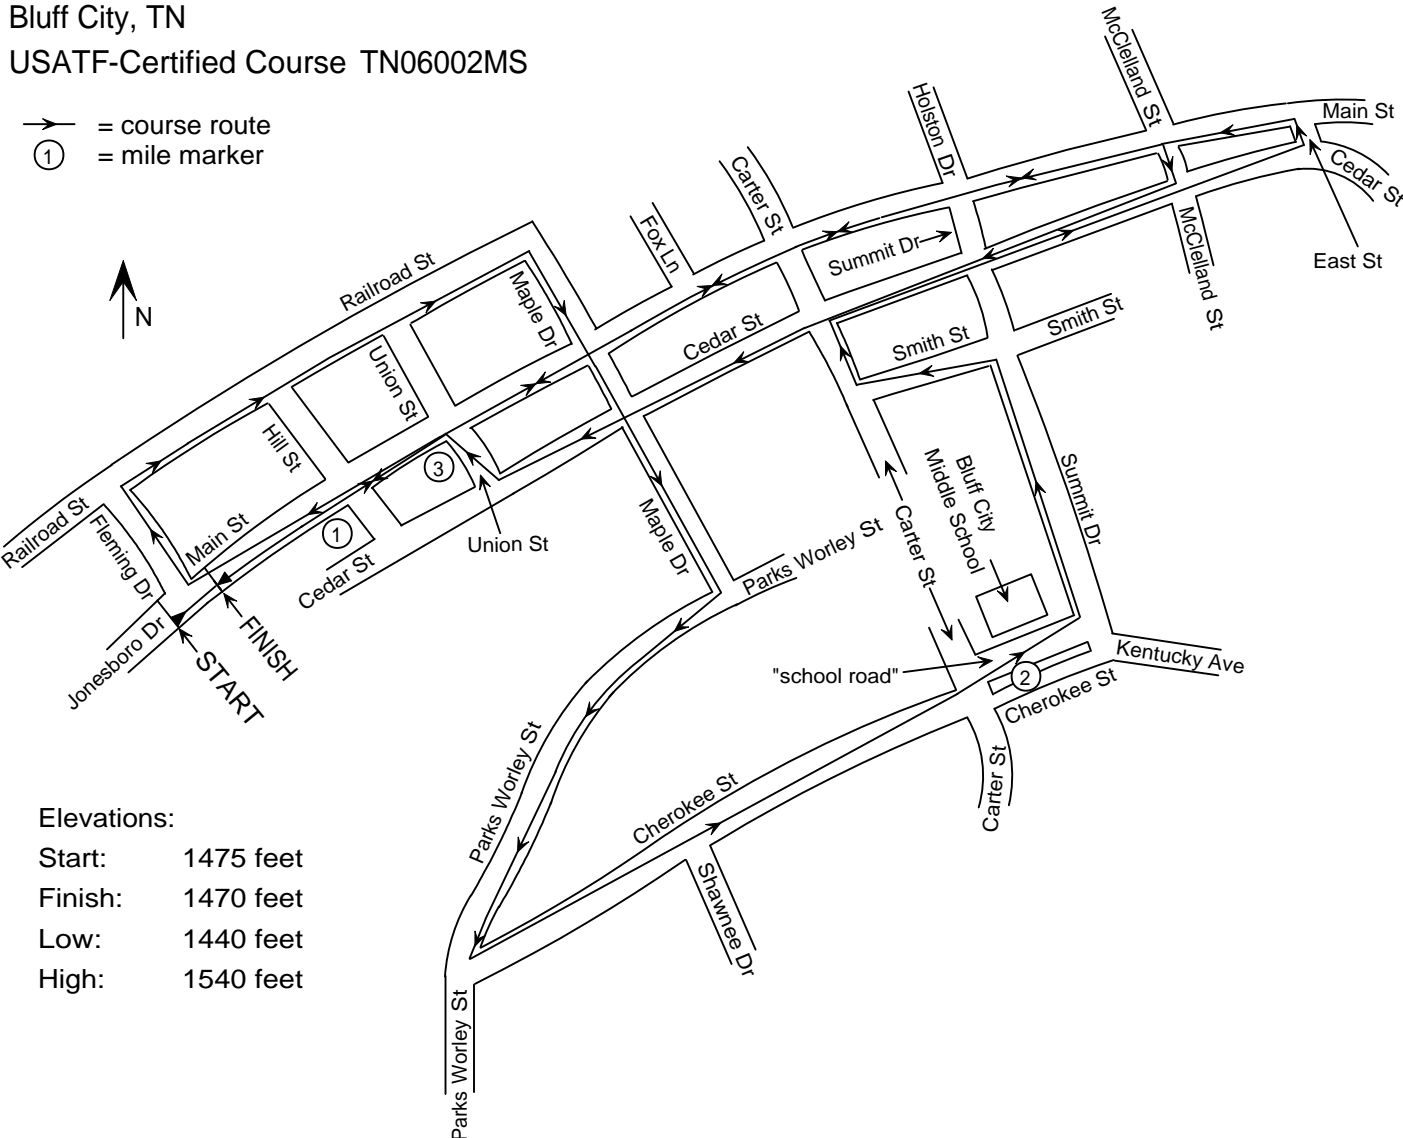 Bluff City, TN
USATF-Certified Course TN06002MS
= course route
1 = mile marker
N
McClelland St
Main St
Cedar St
East St
McClelland St
Holston Dr
Carter St
Fox Ln
Summit Dr
Railroad St
Maple Dr
Cedar St
Smith St
Smith St
Union St
Hill St
3
Main St
1
Railroad St
Fleming Dr
Cedar St
Union St
Maple Dr
Parks Worley St
Carter St
Bluff City
Middle School
Summit Dr
Jonesboro Dr
FINISH
START
"school road"
2
Kentucky Ave
Cherokee St
Carter St
Parks Worley St
Cherokee St
Shawnee Dr
Parks Worley St
Elevations:
Start: 1475 feet
Finish: 1470 feet
Low: 1440 feet
High: 1540 feet